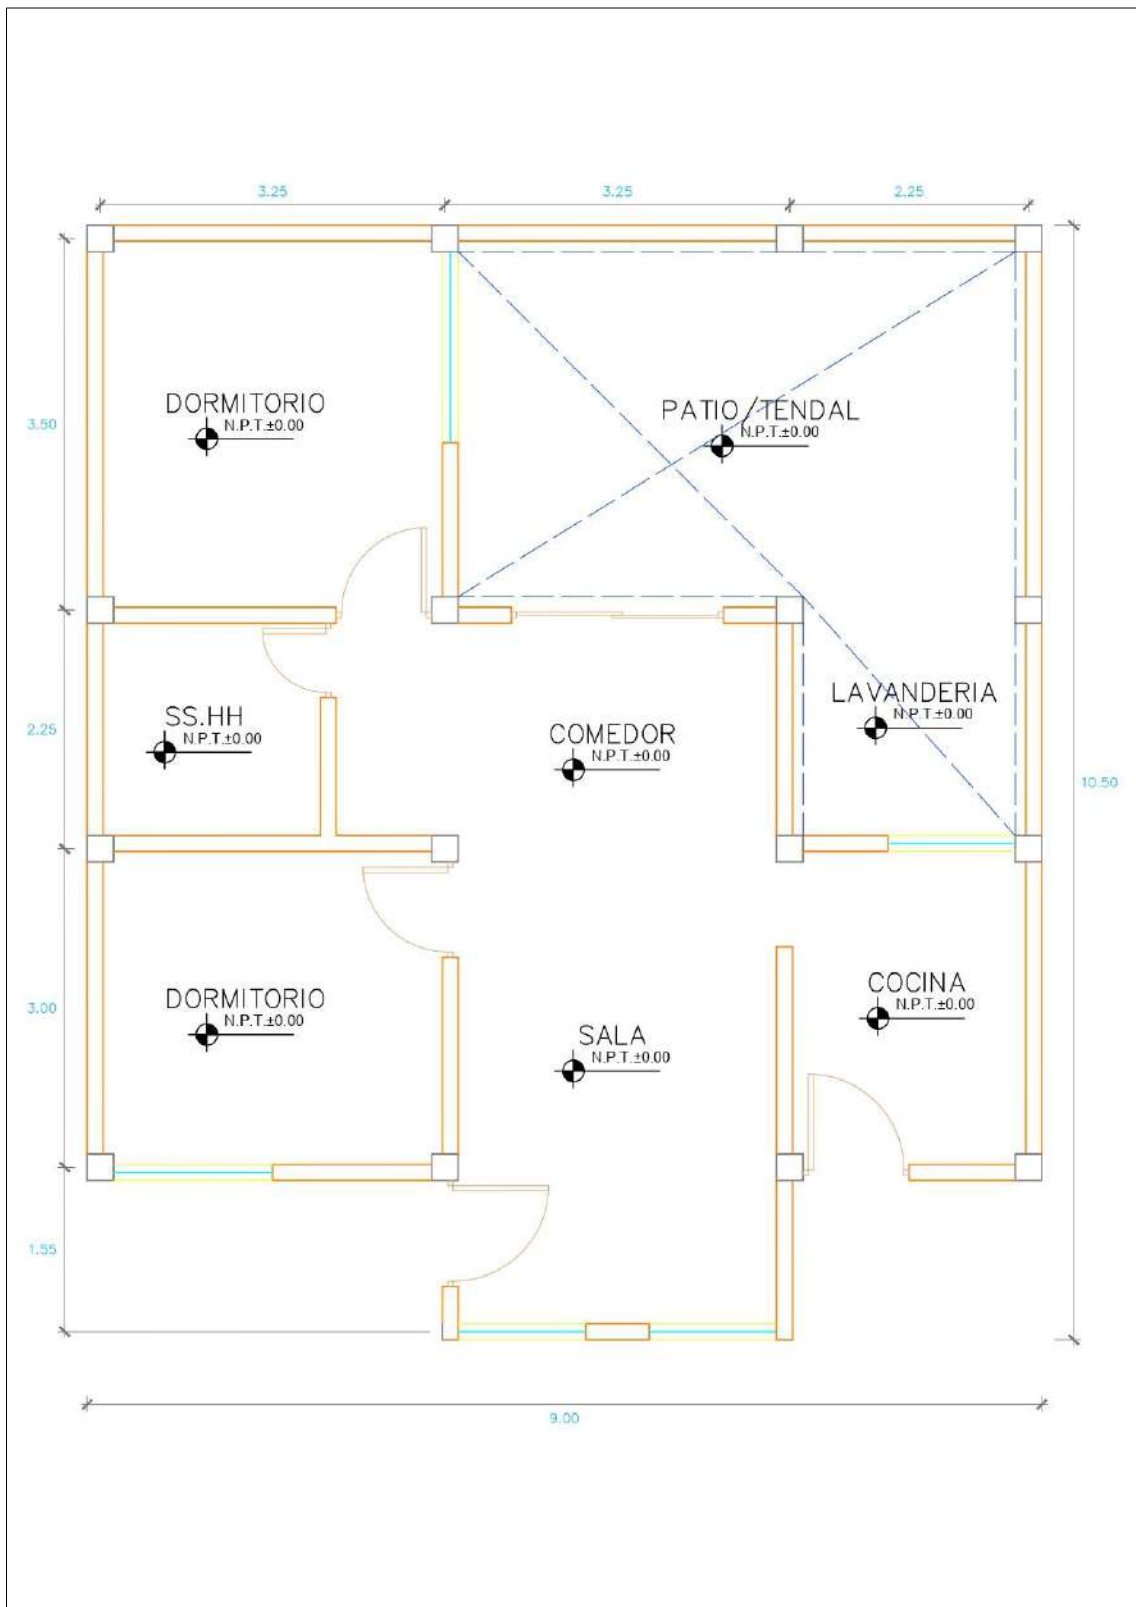 3.25
3.25
2.25
DORMITORIO
N.P.T.±0.00
PATIO/TENDAL
N.P.T.±0.00
3.50
LAVANDERIA
N.P.T.±0.00
SS.HH
N.P.T.±0.00
COMEDOR
N.P.T.±0.00
2.25
10.50
COCINA
N.P.T.±0.00
DORMITORIO
N.P.T.±0.00
3.00
SALA
N.P.T.±0.00
1.55
9.00